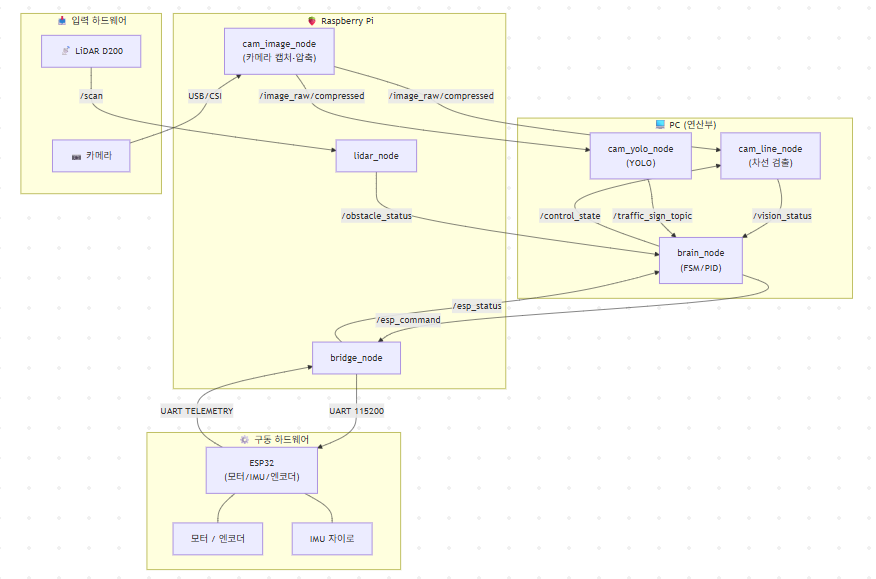 입력 하드웨어
LiDAR D200
/scan
카메라
USB/CSI
Raspberry Pi
cam_image_node
(카메라 캡처·압축)
/image_raw/compressed
/image_raw/compressed
lidar_node
/obstacle_status
PC (연산부)
cam_yolo_node
(YOLO)
cam_line_node
(차선 검출)
/control_state
/traffic_sign_topic
/vision_status
brain_node
(FSM/PID)
/esp_status
/esp_command
bridge_node
UART TELEMETRY
UART 115200
구동 하드웨어
ESP32
(모터/IMU/엔코더)
모터 / 엔코더
IMU 자이로